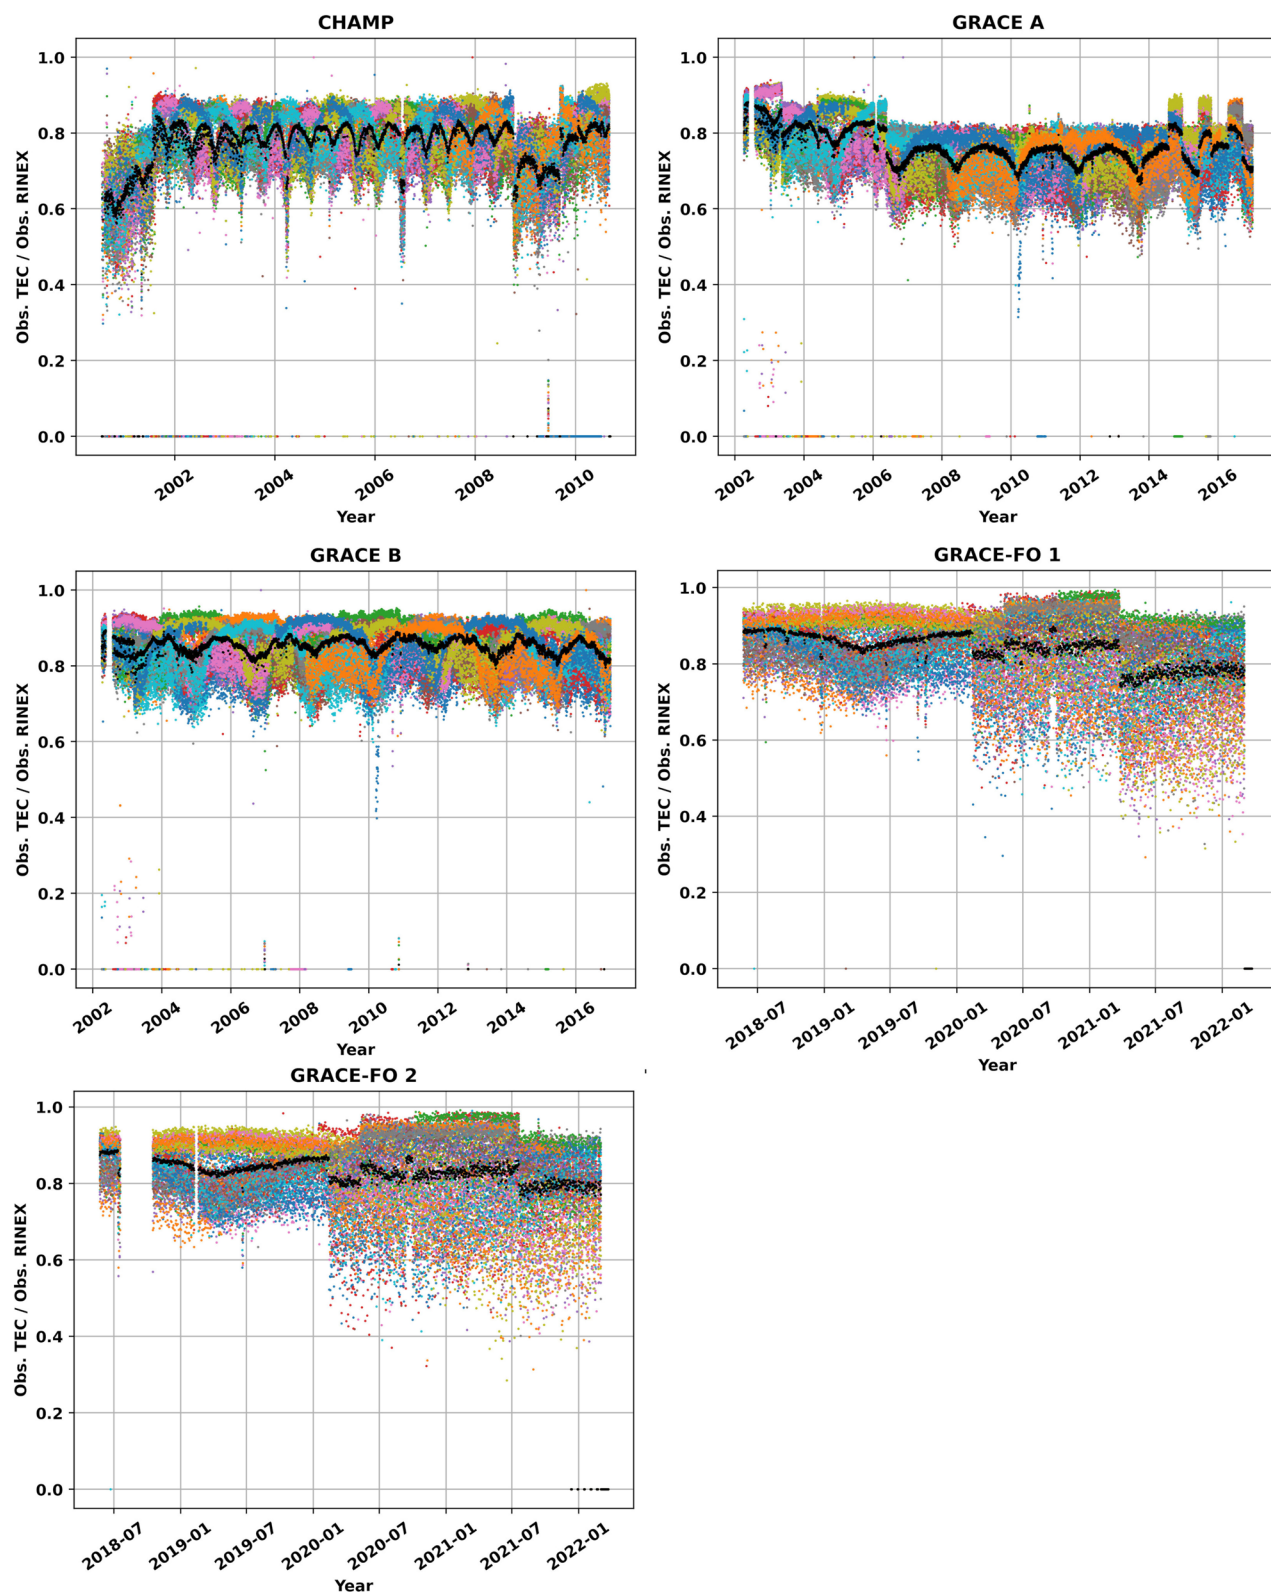 CHAMP
Obs. TEC / Obs. RINEX
1.0
0.8
0.6
0.4
0.2
0.0
2002 2004 2006 2008 2010
Year
GRACE A
Obs. TEC / Obs. RINEX
1.0
0.8
0.6
0.4
0.2
0.0
2002 2004 2006 2008 2010 2012 2014 2016
Year
GRACE B
Obs. TEC / Obs. RINEX
1.0
0.8
0.6
0.4
0.2
0.0
2002 2004 2006 2008 2010 2012 2014 2016
Year
GRACE-FO 1
Obs. TEC / Obs. RINEX
1.0
0.8
0.6
0.4
0.2
0.0
2018-07 2019-01 2019-07 2020-01 2020-07 2021-01 2021-07 2022-01
Year
GRACE-FO 2
Obs. TEC / Obs. RINEX
1.0
0.8
0.6
0.4
0.2
0.0
2018-07 2019-01 2019-07 2020-01 2020-07 2021-01 2021-07 2022-01
Year